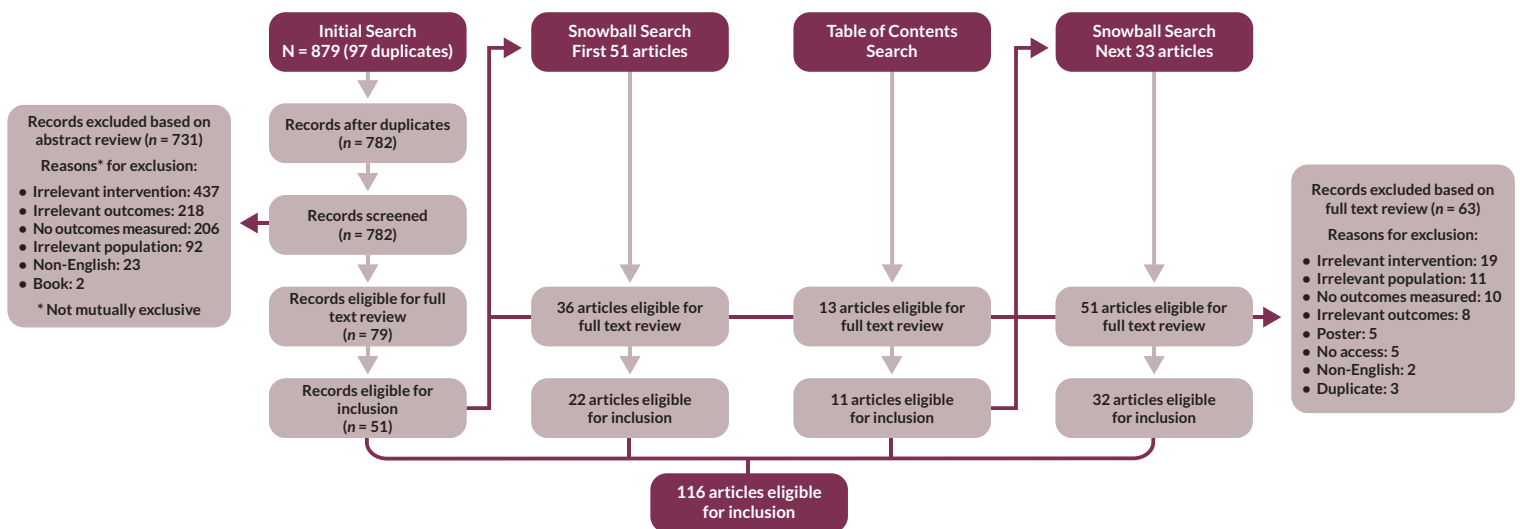 Initial Search
N = 879 (97 duplicates)
Snowball Search
First 51 articles
Table of Contents
Search
Snowball Search
Next 33 articles
Records excluded based on
abstract review (n = 731)
Reasons* for exclusion:
● Irrelevant intervention: 437
● Irrelevant outcomes: 218
● No outcomes measured: 206
● Irrelevant population: 92
● Non-English: 23
● Book: 2
* Not mutually exclusive
Records after duplicates
(n = 782)
Records screened
(n = 782)
Records eligible for full
text review
(n = 79)
36 articles eligible for
full text review
13 articles eligible for
full text review
51 articles eligible for
full text review
Records excluded based on
full text review (n = 63)
Reasons for exclusion:
● Irrelevant intervention: 19
● Irrelevant population: 11
● No outcomes measured: 10
● Irrelevant outcomes: 8
● Poster: 5
● No access: 5
● Non-English: 2
● Duplicate: 3
Records eligible for
inclusion
(n = 51)
22 articles eligible
for inclusion
11 articles eligible
for inclusion
32 articles eligible
for inclusion
116 articles eligible
for inclusion